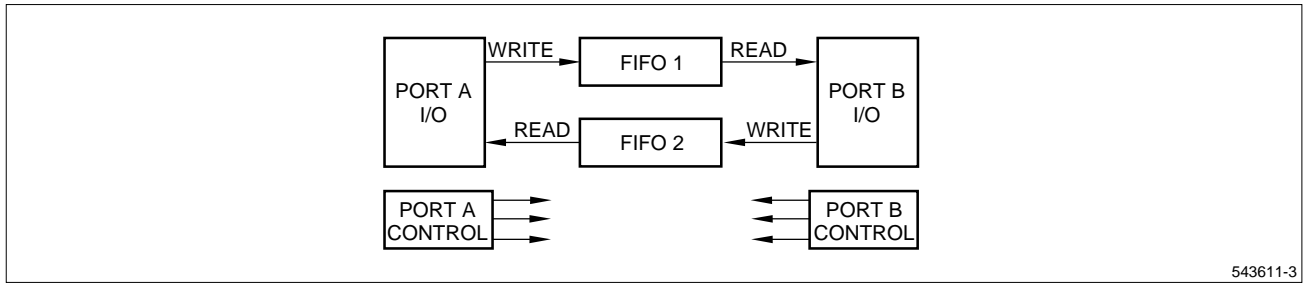 WRITE
FIFO 1
READ
PORT A
I/O
PORT B
I/O
READ
FIFO 2
WRITE
PORT A
CONTROL
PORT B
CONTROL
543611-3